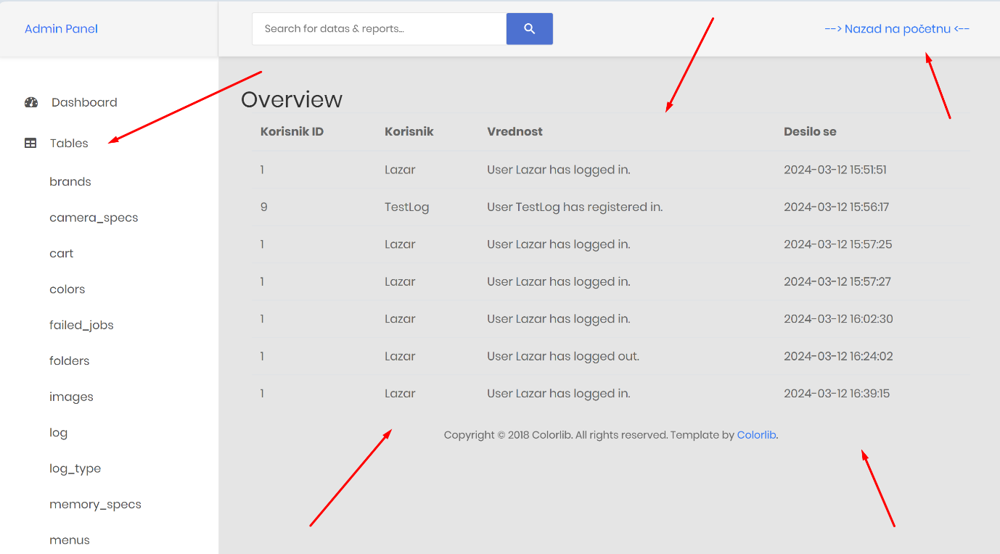 Admin Panel
Search for datas & reports...
--> Nazad na početnu <--
Dashboard
Tables
brands
camera_specs
cart
colors
failed_jobs
folders
images
log
log_type
memory_specs
menus
Overview
Korisnik ID Korisnik Vrednost Desilo se
1 Lazar User Lazar has logged in. 2024-03-12 15:51:51
9 TestLog User TestLog has registered in. 2024-03-12 15:56:17
1 Lazar User Lazar has logged in. 2024-03-12 15:57:25
1 Lazar User Lazar has logged in. 2024-03-12 15:57:27
1 Lazar User Lazar has logged in. 2024-03-12 16:02:30
1 Lazar User Lazar has logged out. 2024-03-12 16:24:02
1 Lazar User Lazar has logged in. 2024-03-12 16:39:15
Copyright © 2018 Colorlib. All rights reserved. Template by Colorlib.